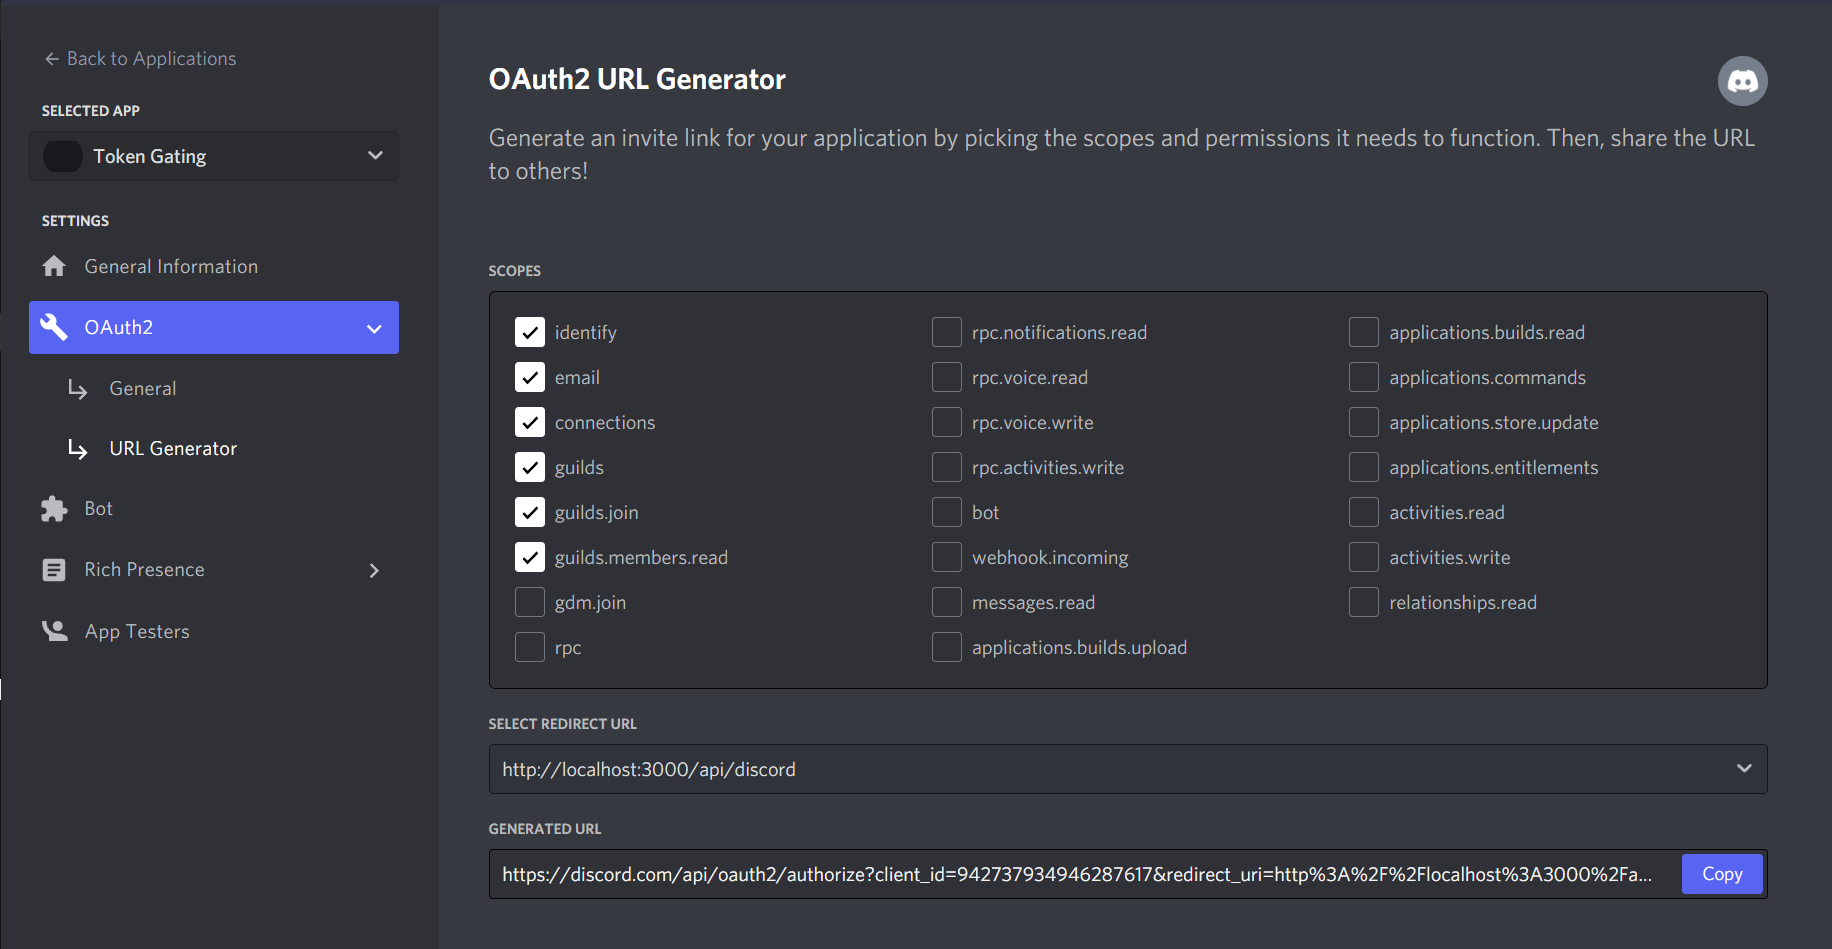 Back to Applications
SELECTED APP
Token Gating
SETTINGS
General Information
OAuth2
General
URL Generator
Bot
Rich Presence
App Testers
OAuth2 URL Generator
Generate an invite link for your application by picking the scopes and permissions it needs to function. Then, share the URL
to others!
SCOPES
identify
email
connections
guilds
guilds.join
guilds.members.read
gdm.join
rpc
rpc.notifications.read
rpc.voice.read
rpc.voice.write
rpc.activities.write
bot
webhook.incoming
messages.read
applications.builds.upload
applications.builds.read
applications.commands
applications.store.update
applications.entitlements
activities.read
activities.write
relationships.read
SELECT REDIRECT URL
http://localhost:3000/api/discord
GENERATED URL
https://discord.com/api/oauth2/authorize?client_id=942737934946287617&redirect_uri=http%3A%2F%2Flocalhost%3A3000%2Fa...
Copy